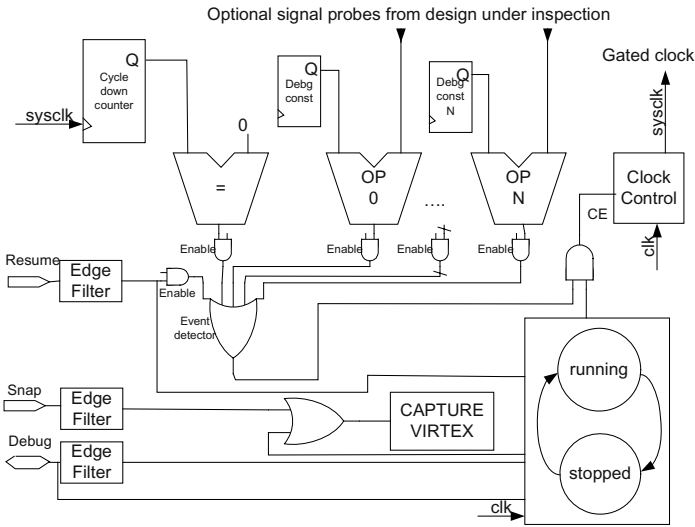 Optional signal probes from design under inspection
Gated clock
Q
Cycle
down
counter
sysclk
Q
Debg
const
Q
Debg
const
N
sysclk
0
=
OP
0
....
OP
N
Clock
Control
CE
clk
Enable
Enable
Enable
Enable
Resume
Edge
Filter
Enable
Event
detector
running
Snap
Edge
Filter
CAPTURE
VIRTEX
Debug
Edge
Filter
stopped
clk